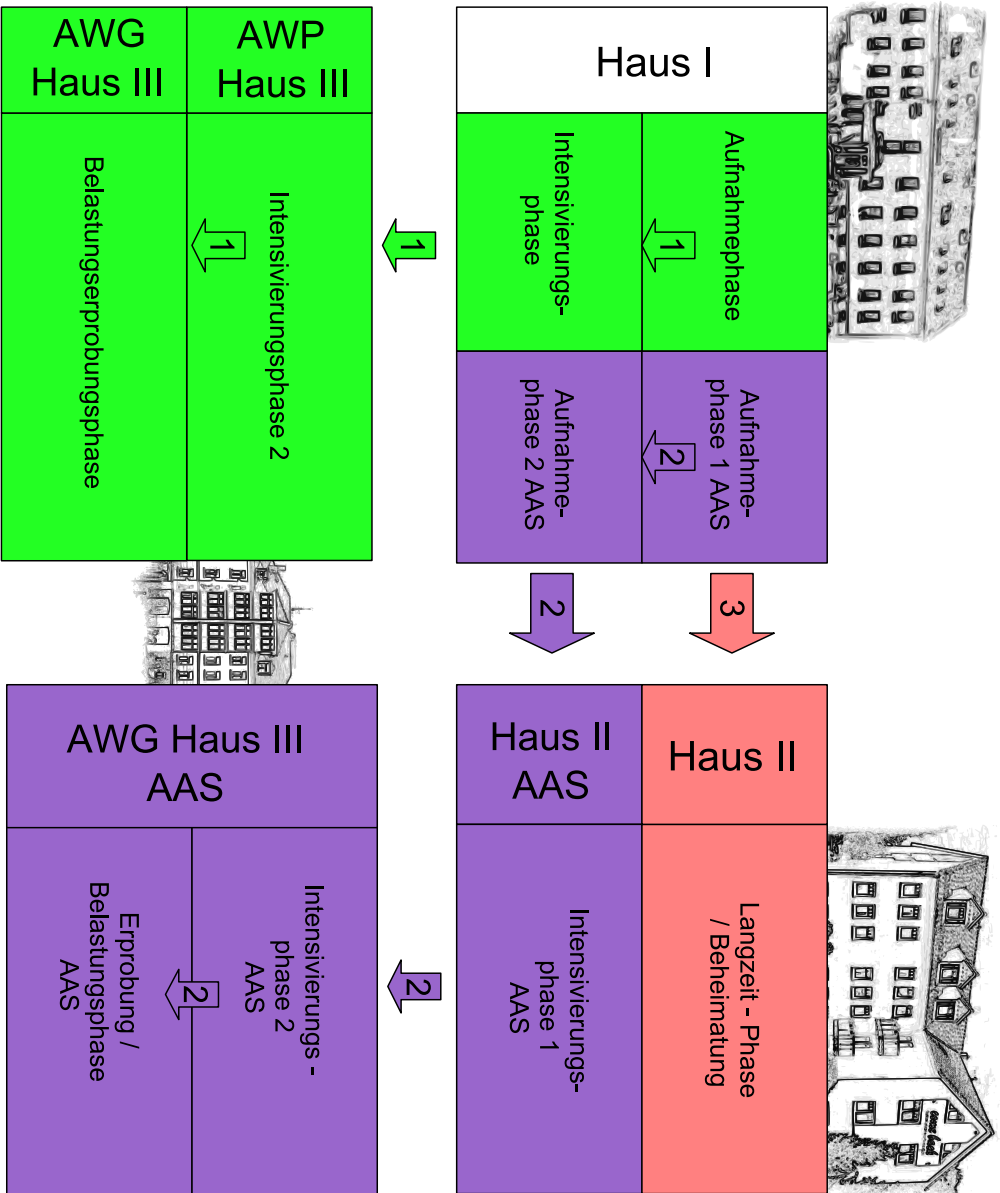 AWG
Haus III
AWP
Haus III
Haus I
Belastungserprobungsphase
Intensivierungsphase 2
1
1
Intensivierungs-
phase
Aufnahmephase
1
Aufnahme-
phase 2 AAS
Aufnahme-
phase 1 AAS
2
2
3
AWG Haus III
AAS
Haus II
AAS
Haus II
Erprobung /
Belastungsphase
AAS
Intensivierungs -
phase 2
AAS
2
2
Intensivierungs-
phase 1
AAS
Langzeit - Phase
/ Beheimatung